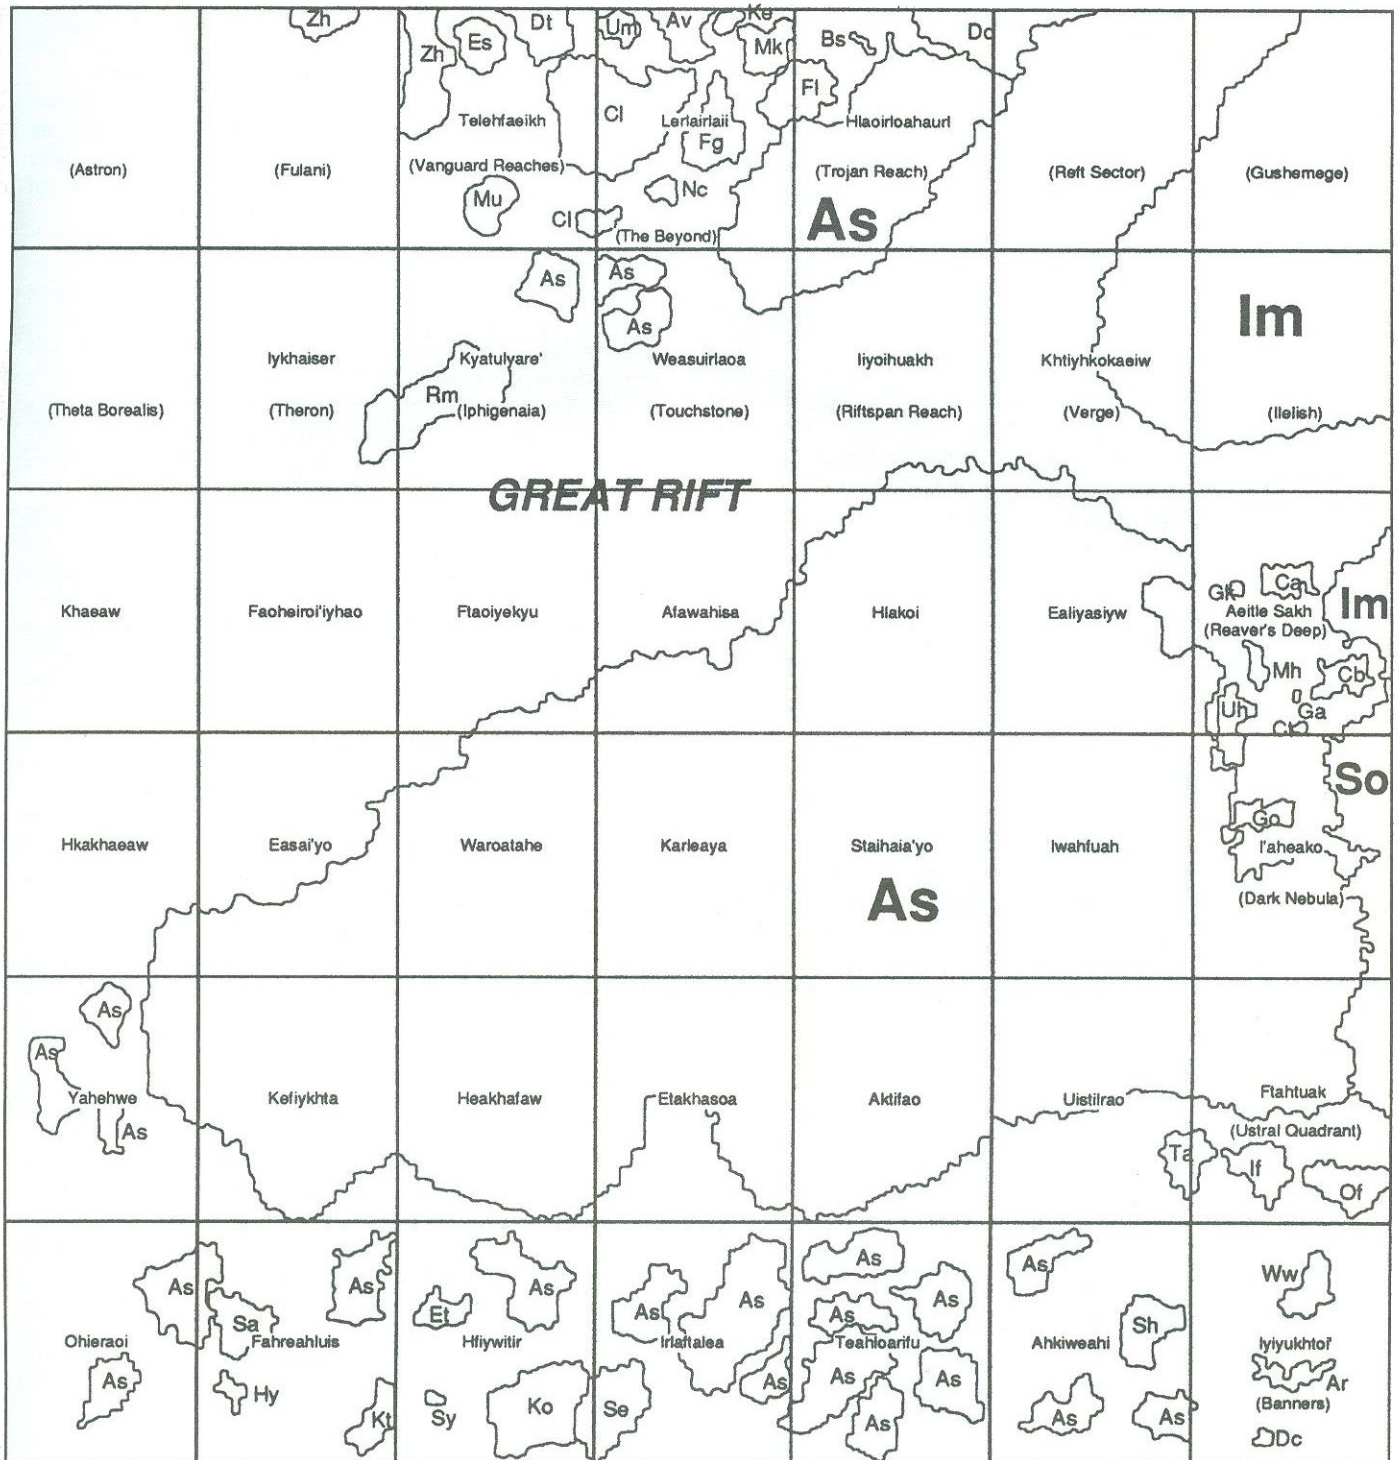 Zh
Zh
Es
Dt
Um
Av
Ke
Mk
Bs
Do
Fl
Telehfaeikh
Cl
Lerlairlaii
Fg
Hlaoirloahaurl
(Astron)
(Fulani)
(Vanguard Reaches)
(Trojan Reach)
(Reft Sector)
(Gushemege)
Mu
Nc
Cl
(The Beyond)
As
As
As
As
Im
Iykhaiser
Kyatulyare'
Weasuirlaoa
Iiyoihuakh
Khtiyhkokaeiw
Rm
(Theta Borealis)
(Theron)
(Iphigenaia)
(Touchstone)
(Riftspan Reach)
(Verge)
(Ilelish)
GREAT RIFT
Khaeaw
Faoheiroi'iyhao
Ftaoiyekyu
Afawahisa
Hlakoi
Ealiyasiyw
Gk
Ca
Im
Aeitle Sakh
(Reaver's Deep)
Mh
Cb
Uh
Ga
So
Hkakhaeaw
Easai'yo
Waroatahe
Karleaya
Staihaia'yo
Iwahfuah
Go
I'aheako
(Dark Nebula)
As
As
As
Yahehwe
As
Kefiykhta
Heakhafaw
Etakhasoa
Aktifao
Uistilrao
Ftahtuak
(Ustral Quadrant)
Ta
If
Of
As
Sa
As
As
Et
As
As
As
As
As
As
Sh
Ww
Ohieraoi
Fahreahluis
Hfiywitir
Irlaftalea
Teahioarifu
Ahkiweahi
Iyiyukhtoi'
As
Hy
Kt
Sy
Ko
Se
As
As
As
As
As
As
Ar
(Banners)
Dc